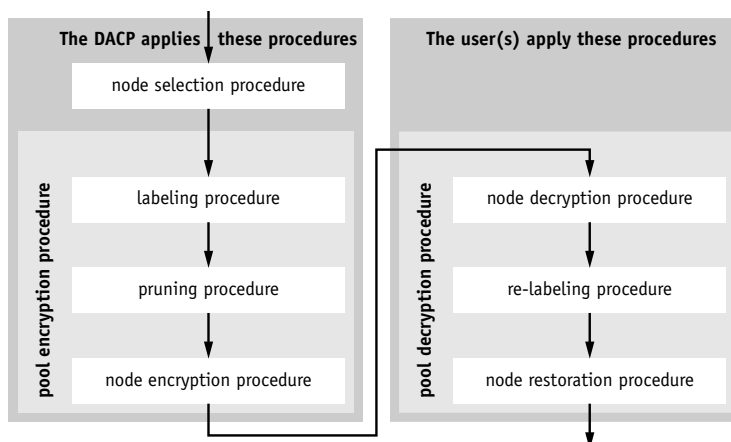 The DACP applies these procedures
node selection procedure
pool encryption procedure
labeling procedure
pruning procedure
node encryption procedure
The user(s) apply these procedures
pool decryption procedure
node decryption procedure
re-labeling procedure
node restoration procedure